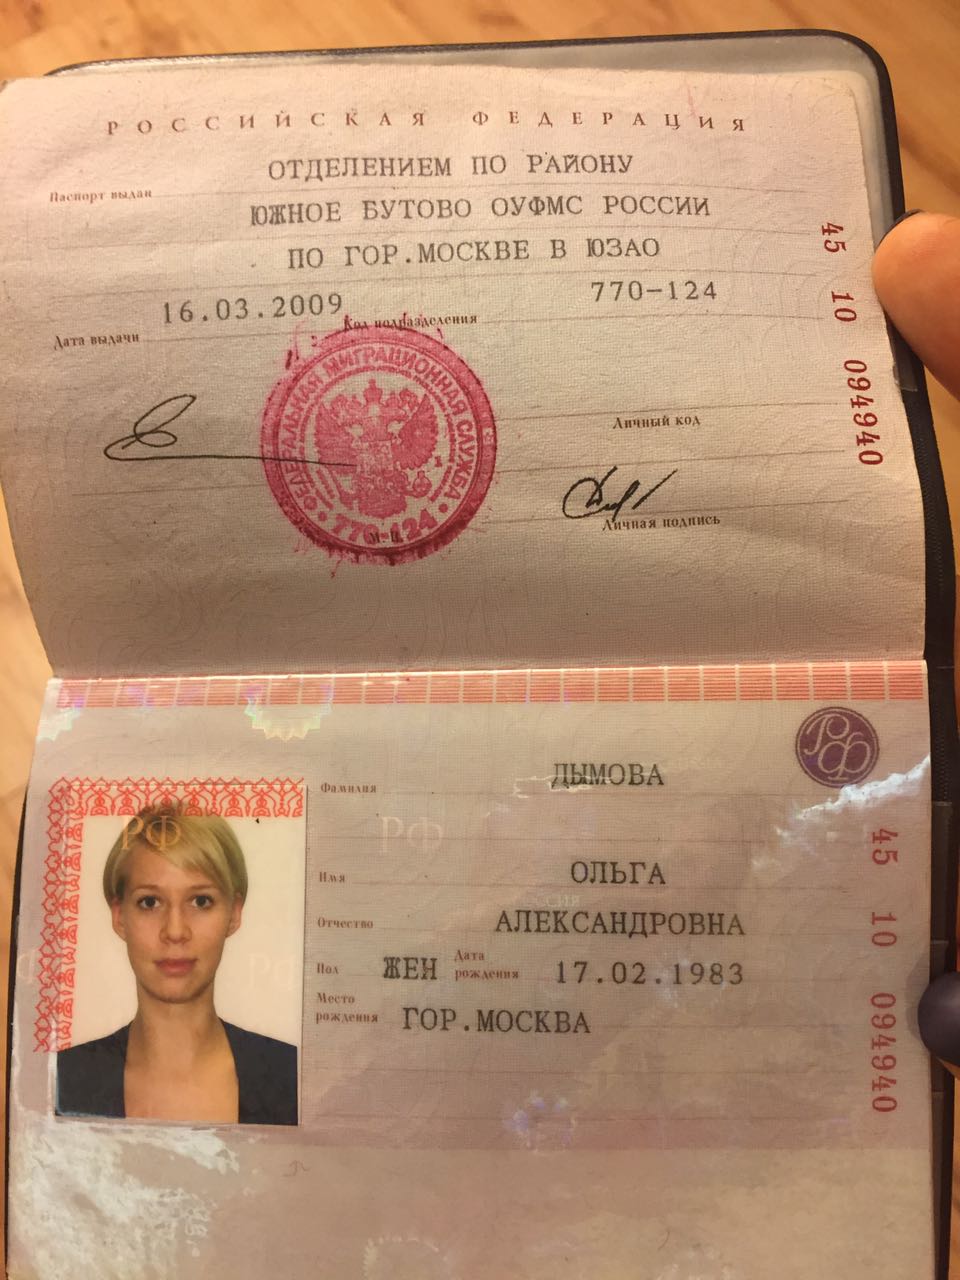 РОССИЙСКАЯ ФЕДЕРАЦИЯ
Паспорт выдан ОТДЕЛЕНИЕМ ПО РАЙОНУ
ЮЖНОЕ БУТОВО ОУФМС РОССИИ
ПО ГОР.МОСКВЕ В ЮЗАО
Дата выдачи 16.03.2009 Код подразделения 770-124
ФЕДЕРАЛЬНАЯ МИГРАЦИОННАЯ СЛУЖБА
770-124
М.П.
Личный код
Личная подпись
45 10 094940
РФ
Фамилия ДЫМОВА
Имя ОЛЬГА
Отчество АЛЕКСАНДРОВНА
Пол ЖЕН Дата рождения 17.02.1983
Место рождения ГОР.МОСКВА
45 10 094940
РФ
РФ